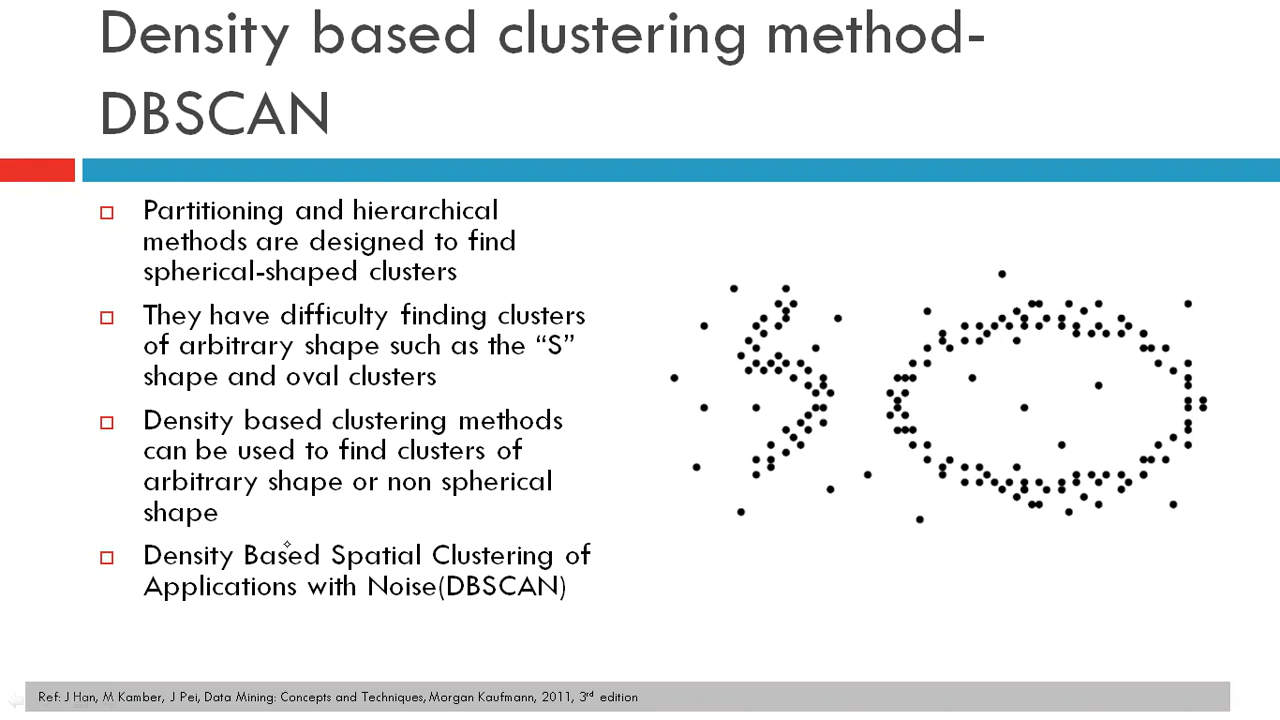 Density based clustering method-
DBSCAN
Partitioning and hierarchical
methods are designed to find
spherical-shaped clusters
They have difficulty finding clusters
of arbitrary shape such as the “S”
shape and oval clusters
Density based clustering methods
can be used to find clusters of
arbitrary shape or non spherical
shape
Density Based Spatial Clustering of
Applications with Noise(DBSCAN)
Ref: J Han, M Kamber, J Pei, Data Mining: Concepts and Techniques, Morgan Kaufmann, 2011, 3rd edition